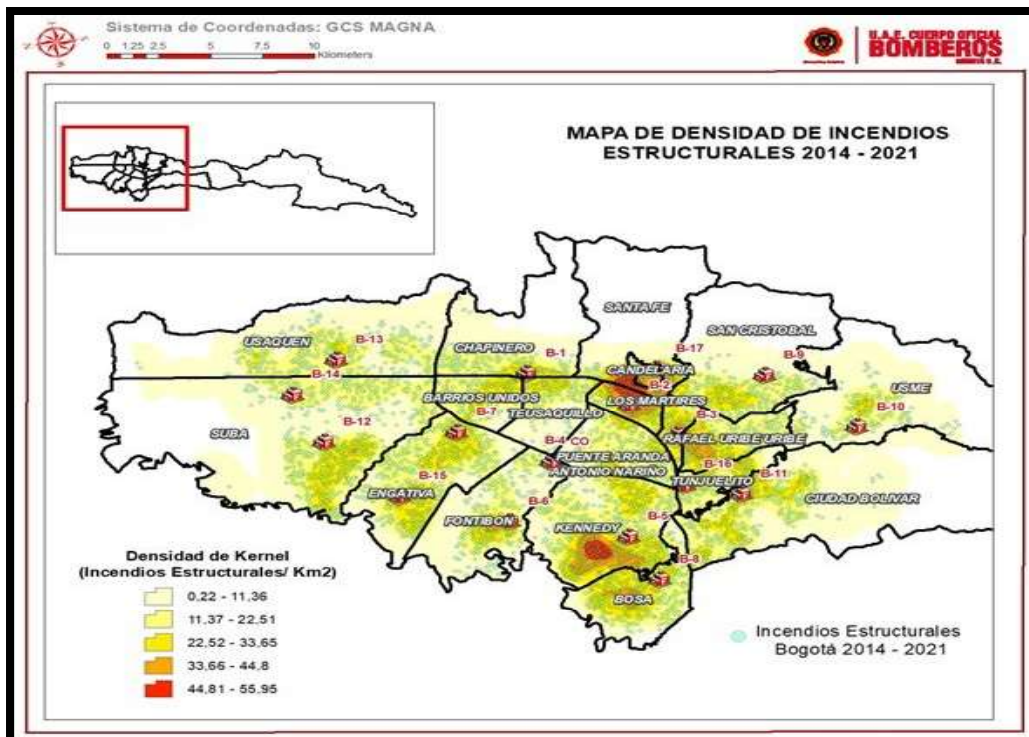 Sistema de Coordenadas: GCS MAGNA
0 1.25 2.5 5 7.5 10
Kilometers
U.A.E. CUERPO OFICIAL
BOMBEROS
MAPA DE DENSIDAD DE INCENDIOS
ESTRUCTURALES 2014 - 2021
SANTA FE
SAN CRISTOBAL
USAQUEN
B-13
CHAPINERO
B-1
B-17
B-9
CANDELARIA
B-14
B-2
USME
BARRIOS UNIDOS
LOS MARTIRES
B-10
B-7
TEUSAQUILLO
B-3
SUBA
B-12
B-4
CO
RAFAEL URIBE URIBE
PUENTE ARANDA
B-16
ANTONIO NARIÑO
B-11
B-15
TUNJUELITO
ENGATIVA
CIUDAD BOLIVAR
B-6
FONTIBON
B-5
KENNEDY
B-8
BOSA
Densidad de Kernel
(Incendios Estructurales/ Km2)
0,22 - 11,36
11,37 - 22,51
22,52 - 33,65
33,66 - 44,8
44,81 - 55,95
Incendios Estructurales
Bogotá 2014 - 2021